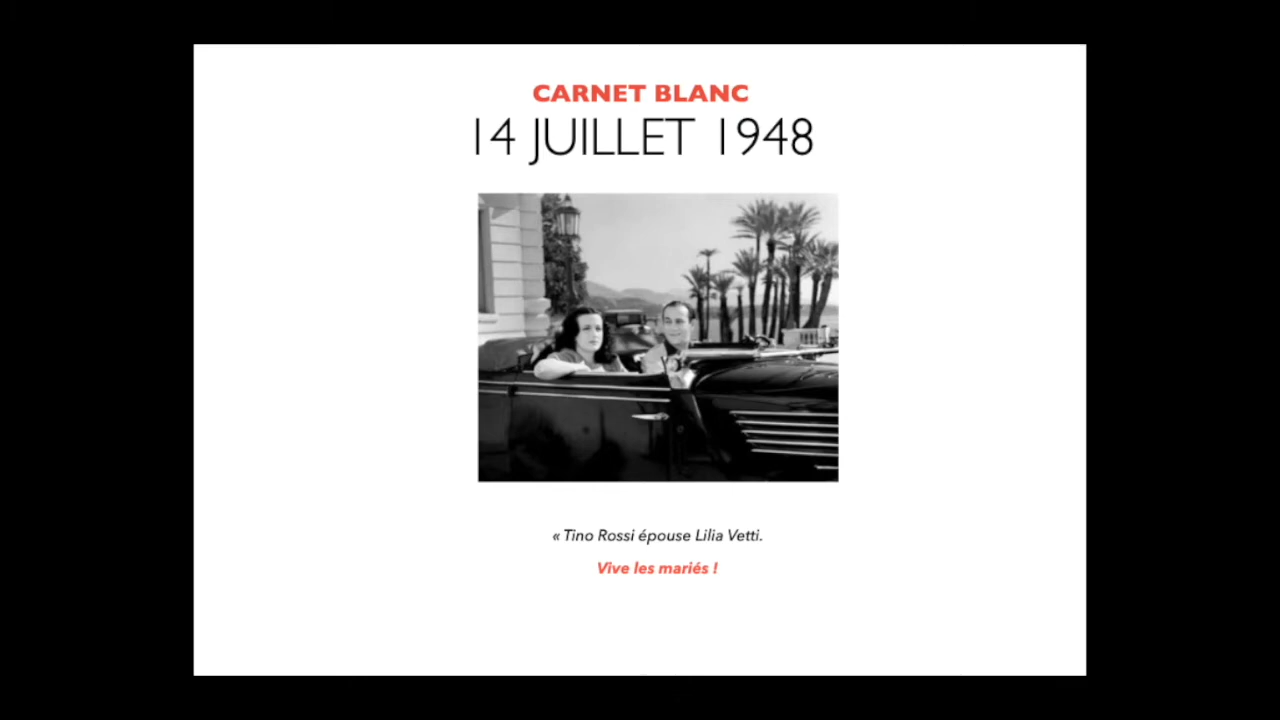 CARNET BLANC
14 JUILLET 1948
« Tino Rossi épouse Lilia Vetti.
Vive les mariés !